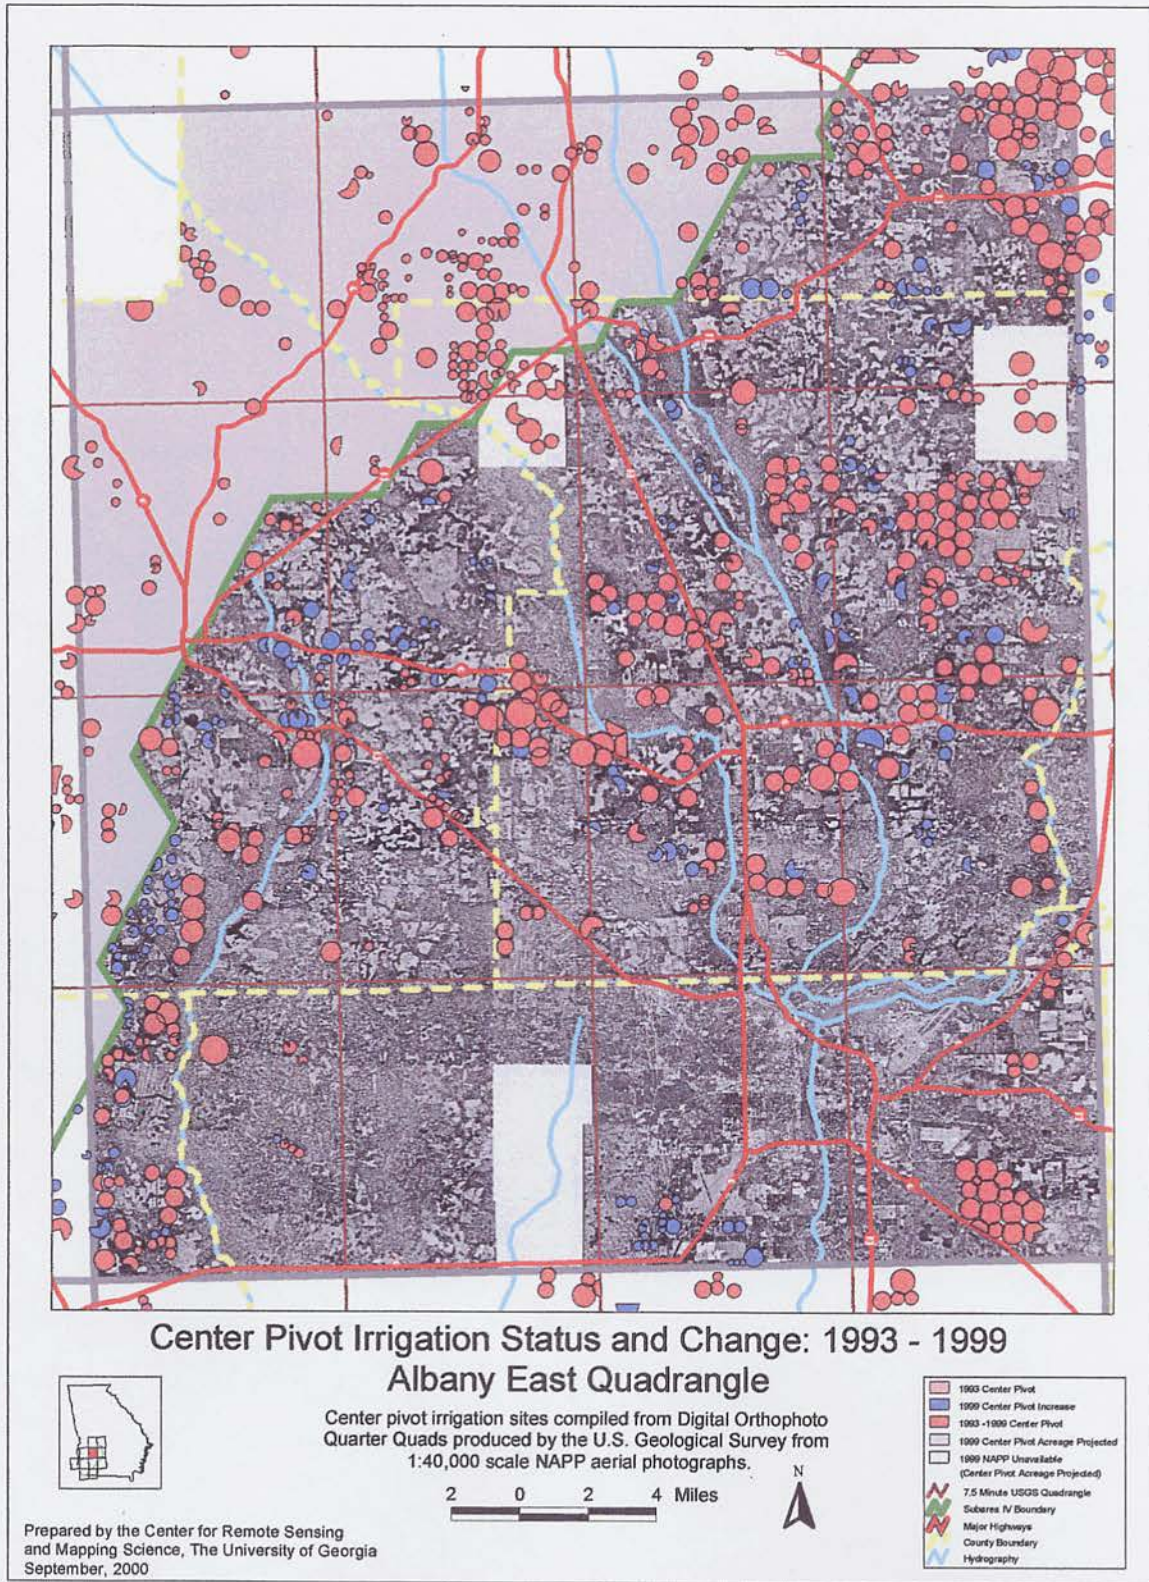 Center Pivot Irrigation Status and Change: 1993 - 1999
Albany East Quadrangle
Center pivot irrigation sites compiled from Digital Orthophoto
Quarter Quads produced by the U.S. Geological Survey from
1:40,000 scale NAPP aerial photographs.
2 0 2 4 Miles
N
Prepared by the Center for Remote Sensing
and Mapping Science, The University of Georgia
September, 2000
1993 Center Pivot
1999 Center Pivot Increase
1993 -1999 Center Pivot
1999 Center Pivot Acreage Projected
1999 NAPP Unavailable
(Center Pivot Acreage Projected)
7.5 Minute USGS Quadrangle
Subarea IV Boundary
Major Highways
County Boundary
Hydrography